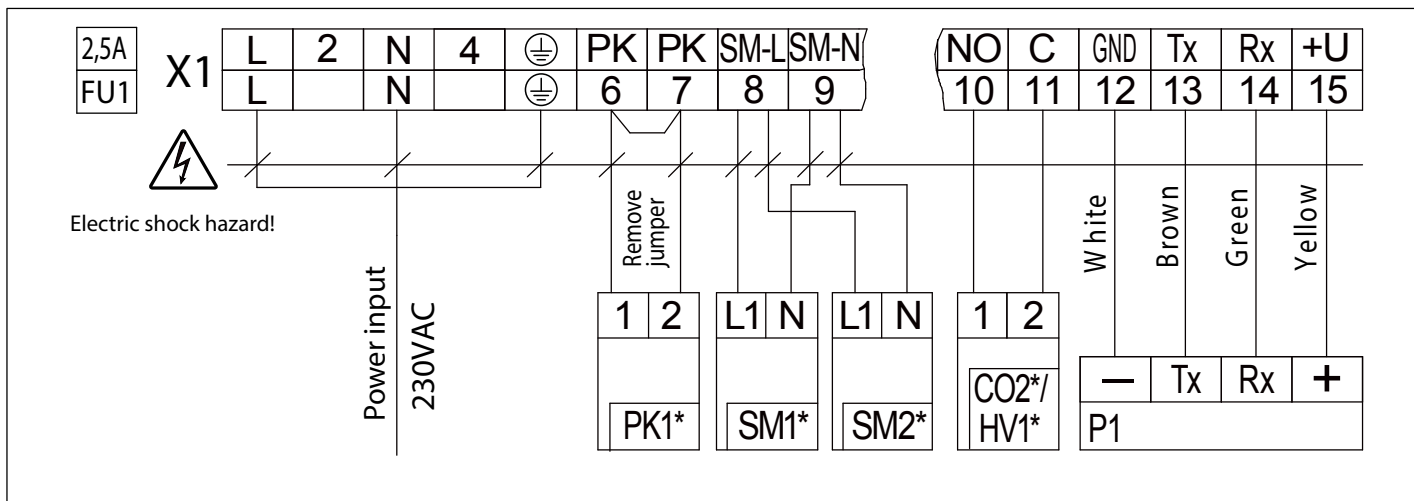 2,5A
FU1
X1
L 2 N 4 PK PK SM-L SM-N NO C GND Tx Rx +U
L N 6 7 8 9 10 11 12 13 14 15
Electric shock hazard!
Power input
230VAC
Remove
jumper
White
Brown
Green
Yellow
1 2
PK1*
L1 N
SM1*
L1 N
SM2*
1 2
CO2*/
HV1*
– Tx Rx +
P1